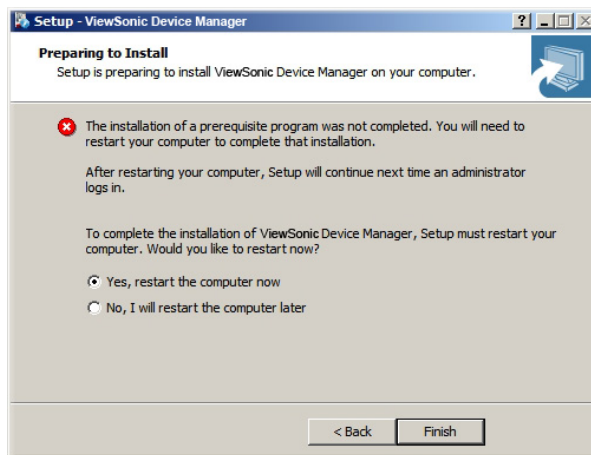 Setup - ViewSonic Device Manager
Preparing to Install
Setup is preparing to install ViewSonic Device Manager on your computer.
The installation of a prerequisite program was not completed. You will need to
restart your computer to complete that installation.
After restarting your computer, Setup will continue next time an administrator
logs in.
To complete the installation of ViewSonic Device Manager, Setup must restart your
computer. Would you like to restart now?
Yes, restart the computer now
No, I will restart the computer later
< Back Finish